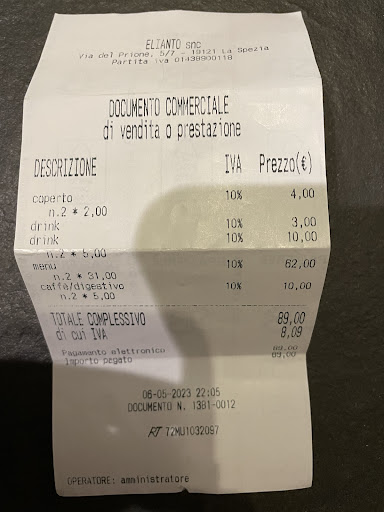 ELIANTO snc
Via del Prione, 5/7 - 19121 La Spezia
Partita iva 01438900118
DOCUMENTO COMMERCIALE
di vendita o prestazione
DESCRIZIONE IVA Prezzo(€)
coperto 10% 4,00
n.2 * 2,00
drink 10% 3,00
drink 10% 10,00
n.2 * 5,00
menu 10% 62,00
n.2 * 31,00
caffè/digestivo 10% 10,00
n.2 * 5,00
TOTALE COMPLESSIVO 89,00
di cui IVA 8,09
Pagamento elettronico 89,00
Importo pagato 89,00
06-05-2023 22:05
DOCUMENTO N. 1381-0012
RT 72MU1032097
OPERATORE: amministratore